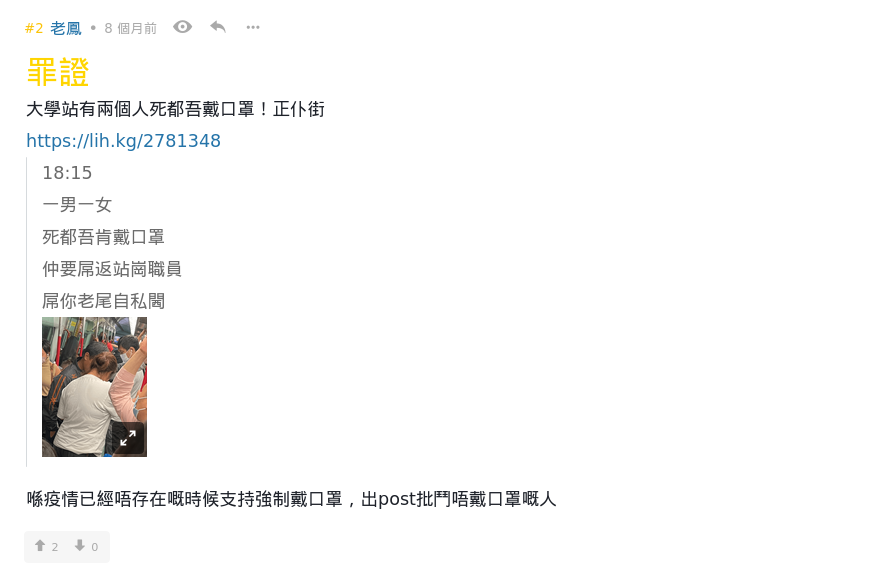 #2 老鳳 • 8 個月前
罪證
大學站有兩個人死都吾戴口罩！正仆街
https://lih.kg/2781348
18:15
一男一女
死都吾肯戴口罩
仲要屌返站崗職員
屌你老尾自私閪
喺疫情已經唔存在嘅時候支持強制戴口罩，出post批鬥唔戴口罩嘅人
2 0